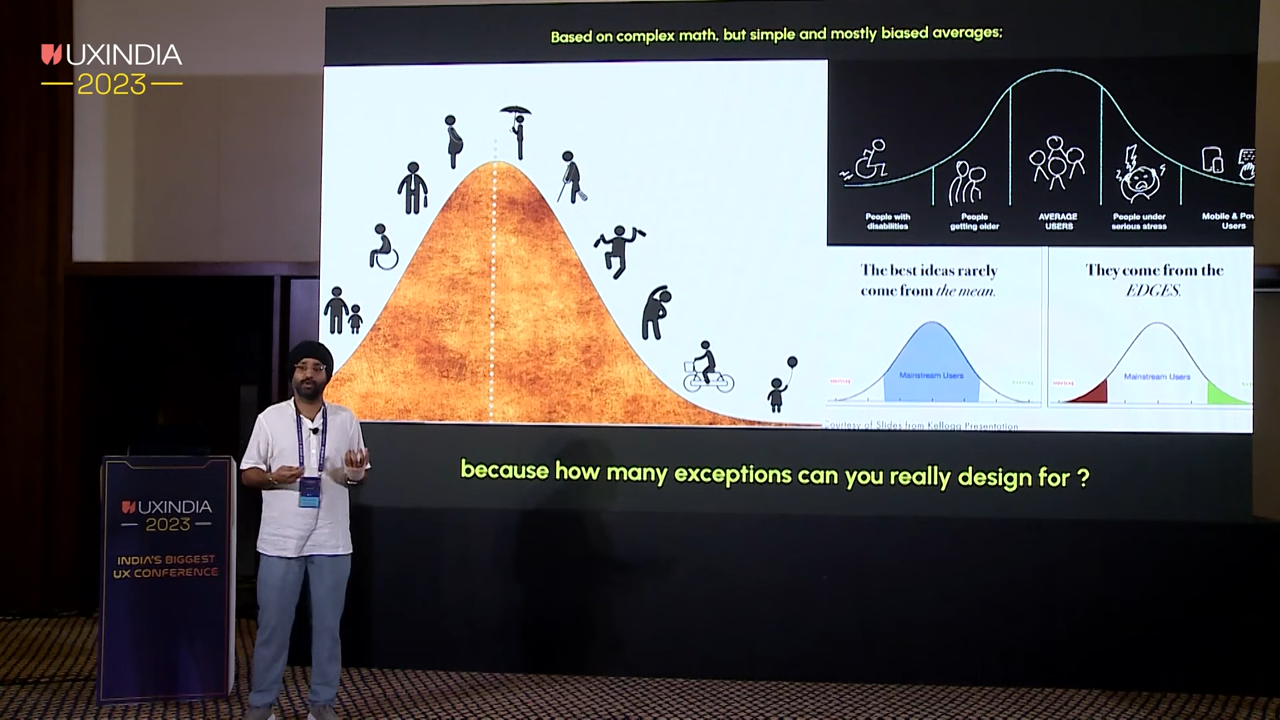 UXINDIA
2023
Based on complex math, but simple and mostly biased averages;
People with
disabilities
People
getting older
AVERAGE
USERS
People under
serious stress
Mobile &
Users
The best ideas rarely
come from the mean.
Mainstream Users
They come from the
EDGES.
Mainstream Users
Courtesy of Slides from Kellogg Presentation
because how many exceptions can you really design for ?
UXINDIA
2023
INDIA'S BIGGEST
UX CONFERENCE